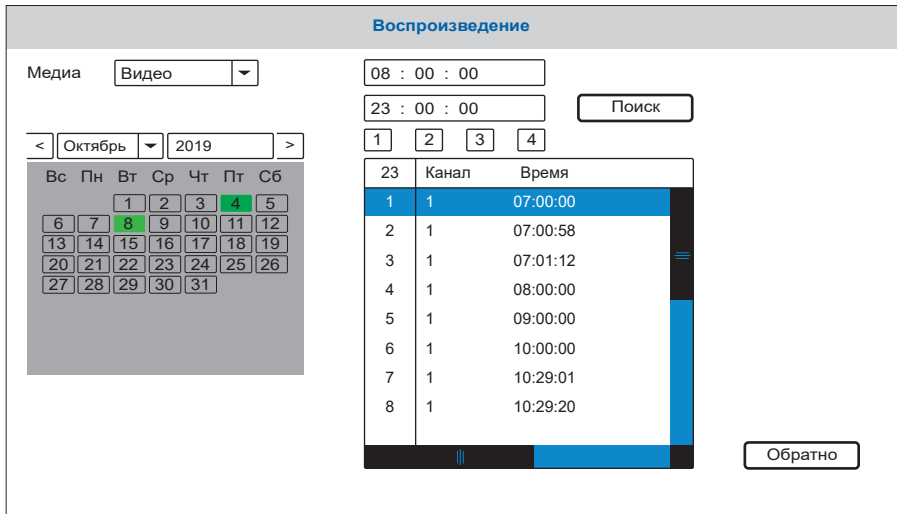 Воспроизведение
Медиа Видео
08 : 00 : 00
23 : 00 : 00 Поиск
< Октябрь 2019 >
1 2 3 4
Вс Пн Вт Ср Чт Пт Сб
1 2 3 4 5
6 7 8 9 10 11 12
13 14 15 16 17 18 19
20 21 22 23 24 25 26
27 28 29 30 31
23 Канал Время
1 1 07:00:00
2 1 07:00:58
3 1 07:01:12
4 1 08:00:00
5 1 09:00:00
6 1 10:00:00
7 1 10:29:01
8 1 10:29:20
Обратно